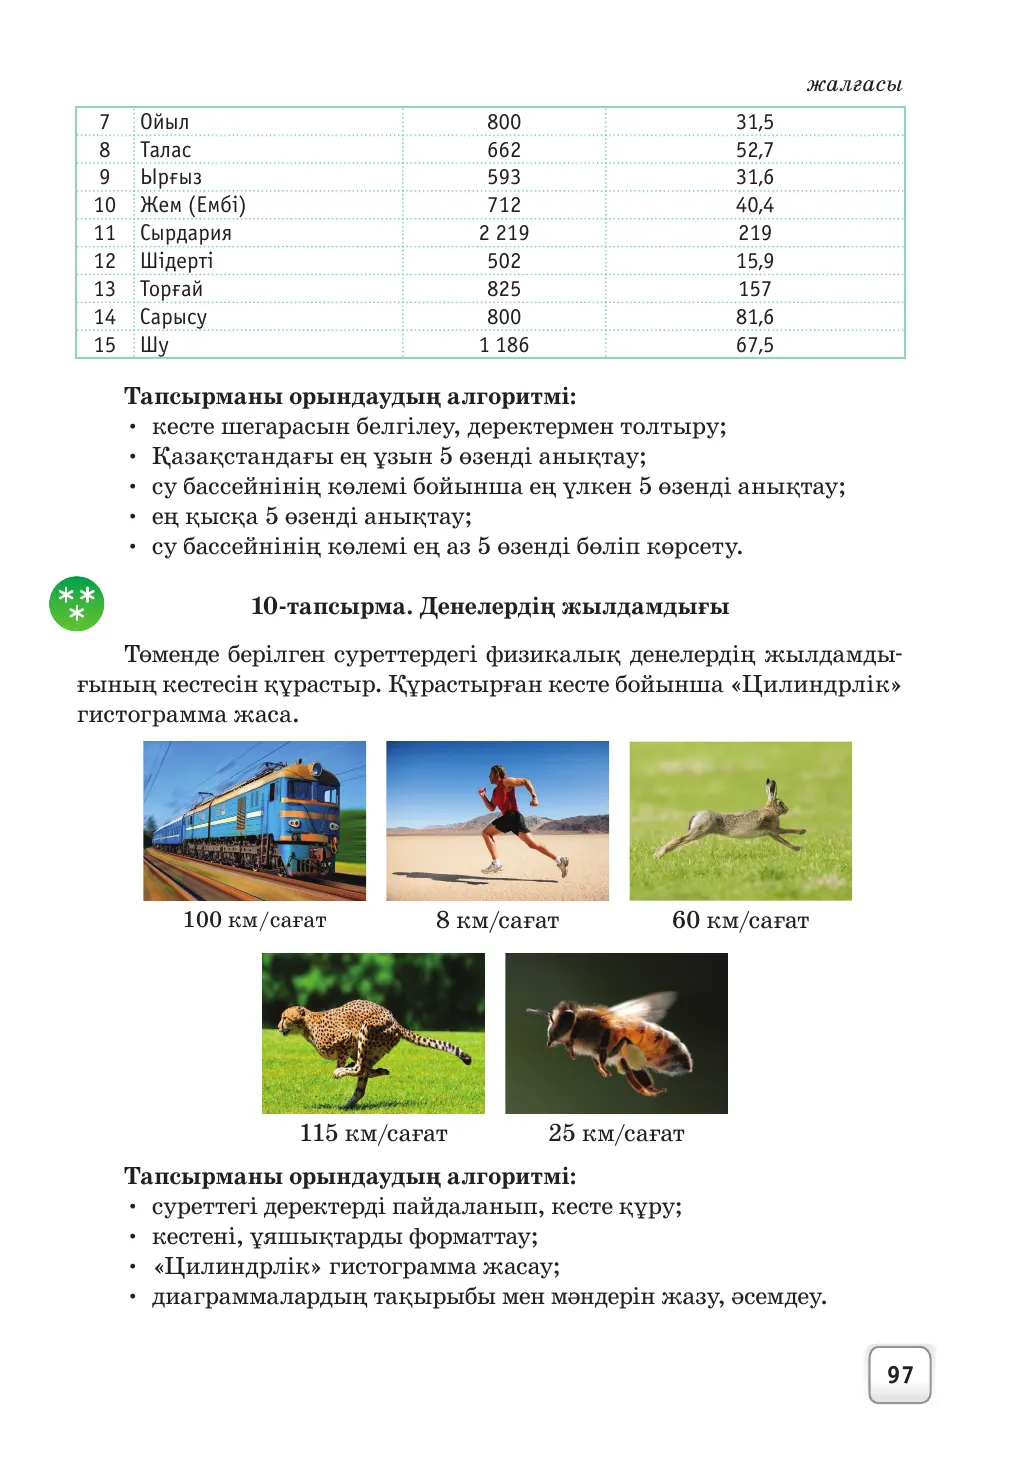 жалғасы
7 Ойыл 800 31,5
8 Талас 662 52,7
9 Ырғыз 593 31,6
10 Жем (Ембі) 712 40,4
11 Сырдария 2 219 219
12 Шідерті 502 15,9
13 Торғай 825 157
14 Сарысу 800 81,6
15 Шу 1 186 67,5
Тапсырманы орындаудың алгоритмі:
• кесте шегарасын белгілеу, деректермен толтыру;
• Қазақстандағы ең ұзын 5 өзенді анықтау;
• су бассейнінің көлемі бойынша ең үлкен 5 өзенді анықтау;
• ең қысқа 5 өзенді анықтау;
• су бассейнінің көлемі ең аз 5 өзенді бөліп көрсету.
* *
*
10-тапсырма. Денелердің жылдамдығы
Төменде берілген суреттердегі физикалық денелердің жылдамды-
ғының кестесін құрастыр. Құрастырған кесте бойынша «Цилиндрлік»
гистограмма жаса.
100 км/сағат 8 км/сағат 60 км/сағат
115 км/сағат 25 км/сағат
Тапсырманы орындаудың алгоритмі:
• суреттегі деректерді пайдаланып, кесте құру;
• кестені, ұяшықтарды форматтау;
• «Цилиндрлік» гистограмма жасау;
• диаграммалардың тақырыбы мен мәндерін жазу, әсемдеу.
97